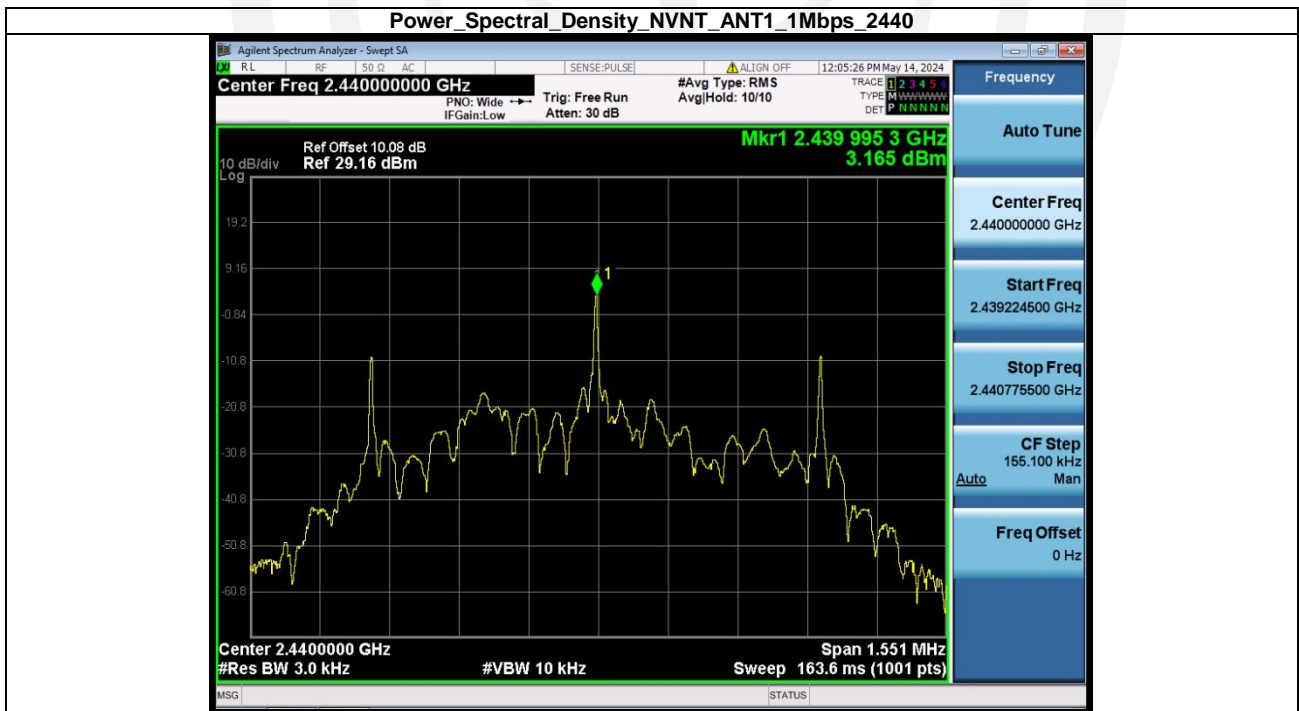 Power_Spectral_Density_NVNT_ANT1_1Mbps_2440
Agilent Spectrum Analyzer - Swept SA
RL RF 50 Ω AC SENSE:PULSE ALIGN OFF 12:05:26 PM May 14, 2024
Center Freq 2.440000000 GHz
PNO: Wide
IFGain:Low
Trig: Free Run
Atten: 30 dB
#Avg Type: RMS
Avg|Hold: 10/10
TRACE 1 2 3 4 5 6
TYPE M WWWWW
DET P N N N N N
Mkr1 2.439 995 3 GHz
3.165 dBm
Ref Offset 10.08 dB
10 dB/div Ref 29.16 dBm
Log
19.2
9.16
-0.84
-10.8
-20.8
-30.8
-40.8
-50.8
-60.8
1
Center 2.4400000 GHz Span 1.551 MHz
#Res BW 3.0 kHz #VBW 10 kHz Sweep 163.6 ms (1001 pts)
MSG STATUS
Frequency
Auto Tune
Center Freq
2.440000000 GHz
Start Freq
2.439224500 GHz
Stop Freq
2.440775500 GHz
CF Step
155.100 kHz
Auto Man
Freq Offset
0 Hz